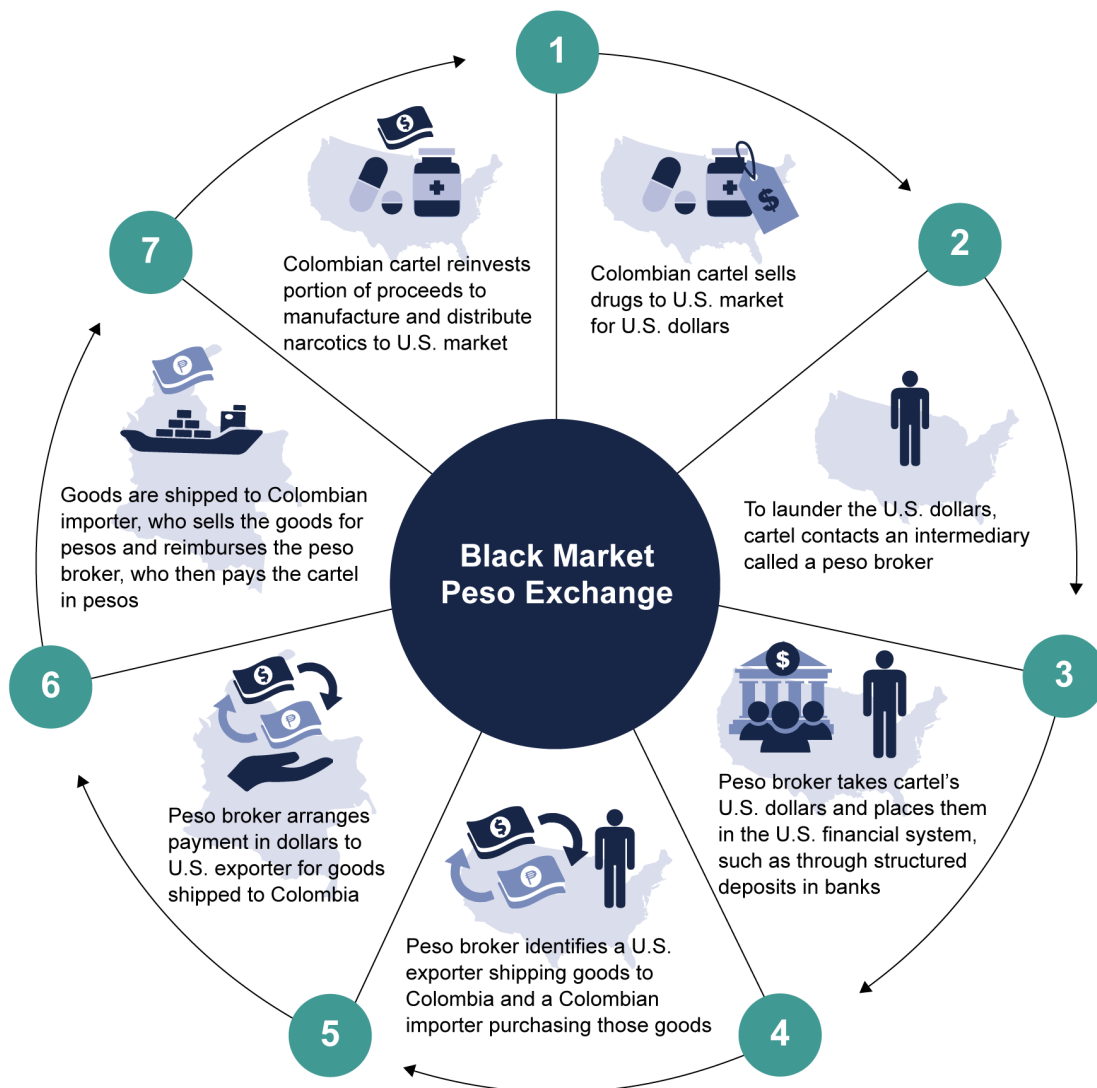 1
Colombian cartel sells
drugs to U.S. market
for U.S. dollars
2
To launder the U.S. dollars,
cartel contacts an intermediary
called a peso broker
3
Peso broker takes cartel’s
U.S. dollars and places them
in the U.S. financial system,
such as through structured
deposits in banks
4
Peso broker identifies a U.S.
exporter shipping goods to
Colombia and a Colombian
importer purchasing those goods
5
Peso broker arranges
payment in dollars to
U.S. exporter for goods
shipped to Colombia
6
Goods are shipped to Colombian
importer, who sells the goods for
pesos and reimburses the peso
broker, who then pays the cartel
in pesos
7
Colombian cartel reinvests
portion of proceeds to
manufacture and distribute
narcotics to U.S. market
Black Market
Peso Exchange